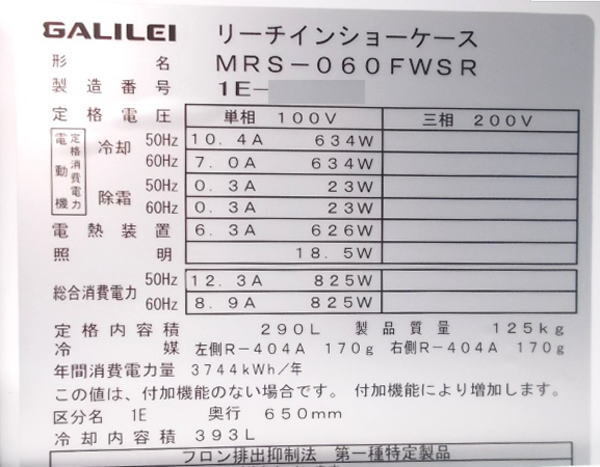 GALILEI リーチインショーケース
形名 MRS-060FWSR
製造番号 1E-
定格電圧 単相 100V 三相 200V
電動機 定格消費電力 冷却 50Hz 10.4A 634W
60Hz 7.0A 634W
除霜 50Hz 0.3A 23W
60Hz 0.3A 23W
電熱装置 6.3A 626W
照明 18.5W
総合消費電力 50Hz 12.3A 825W
60Hz 8.9A 825W
定格内容積 290L 製品質量 125kg
冷媒 左側R-404A 170g 右側R-404A 170g
年間消費電力量 3744kWh/年
この値は、付加機能のない場合です。付加機能により増加します。
区分名 1E 奥行 650mm
冷却内容積 393L
フロン排出抑制法 第一種特定製品